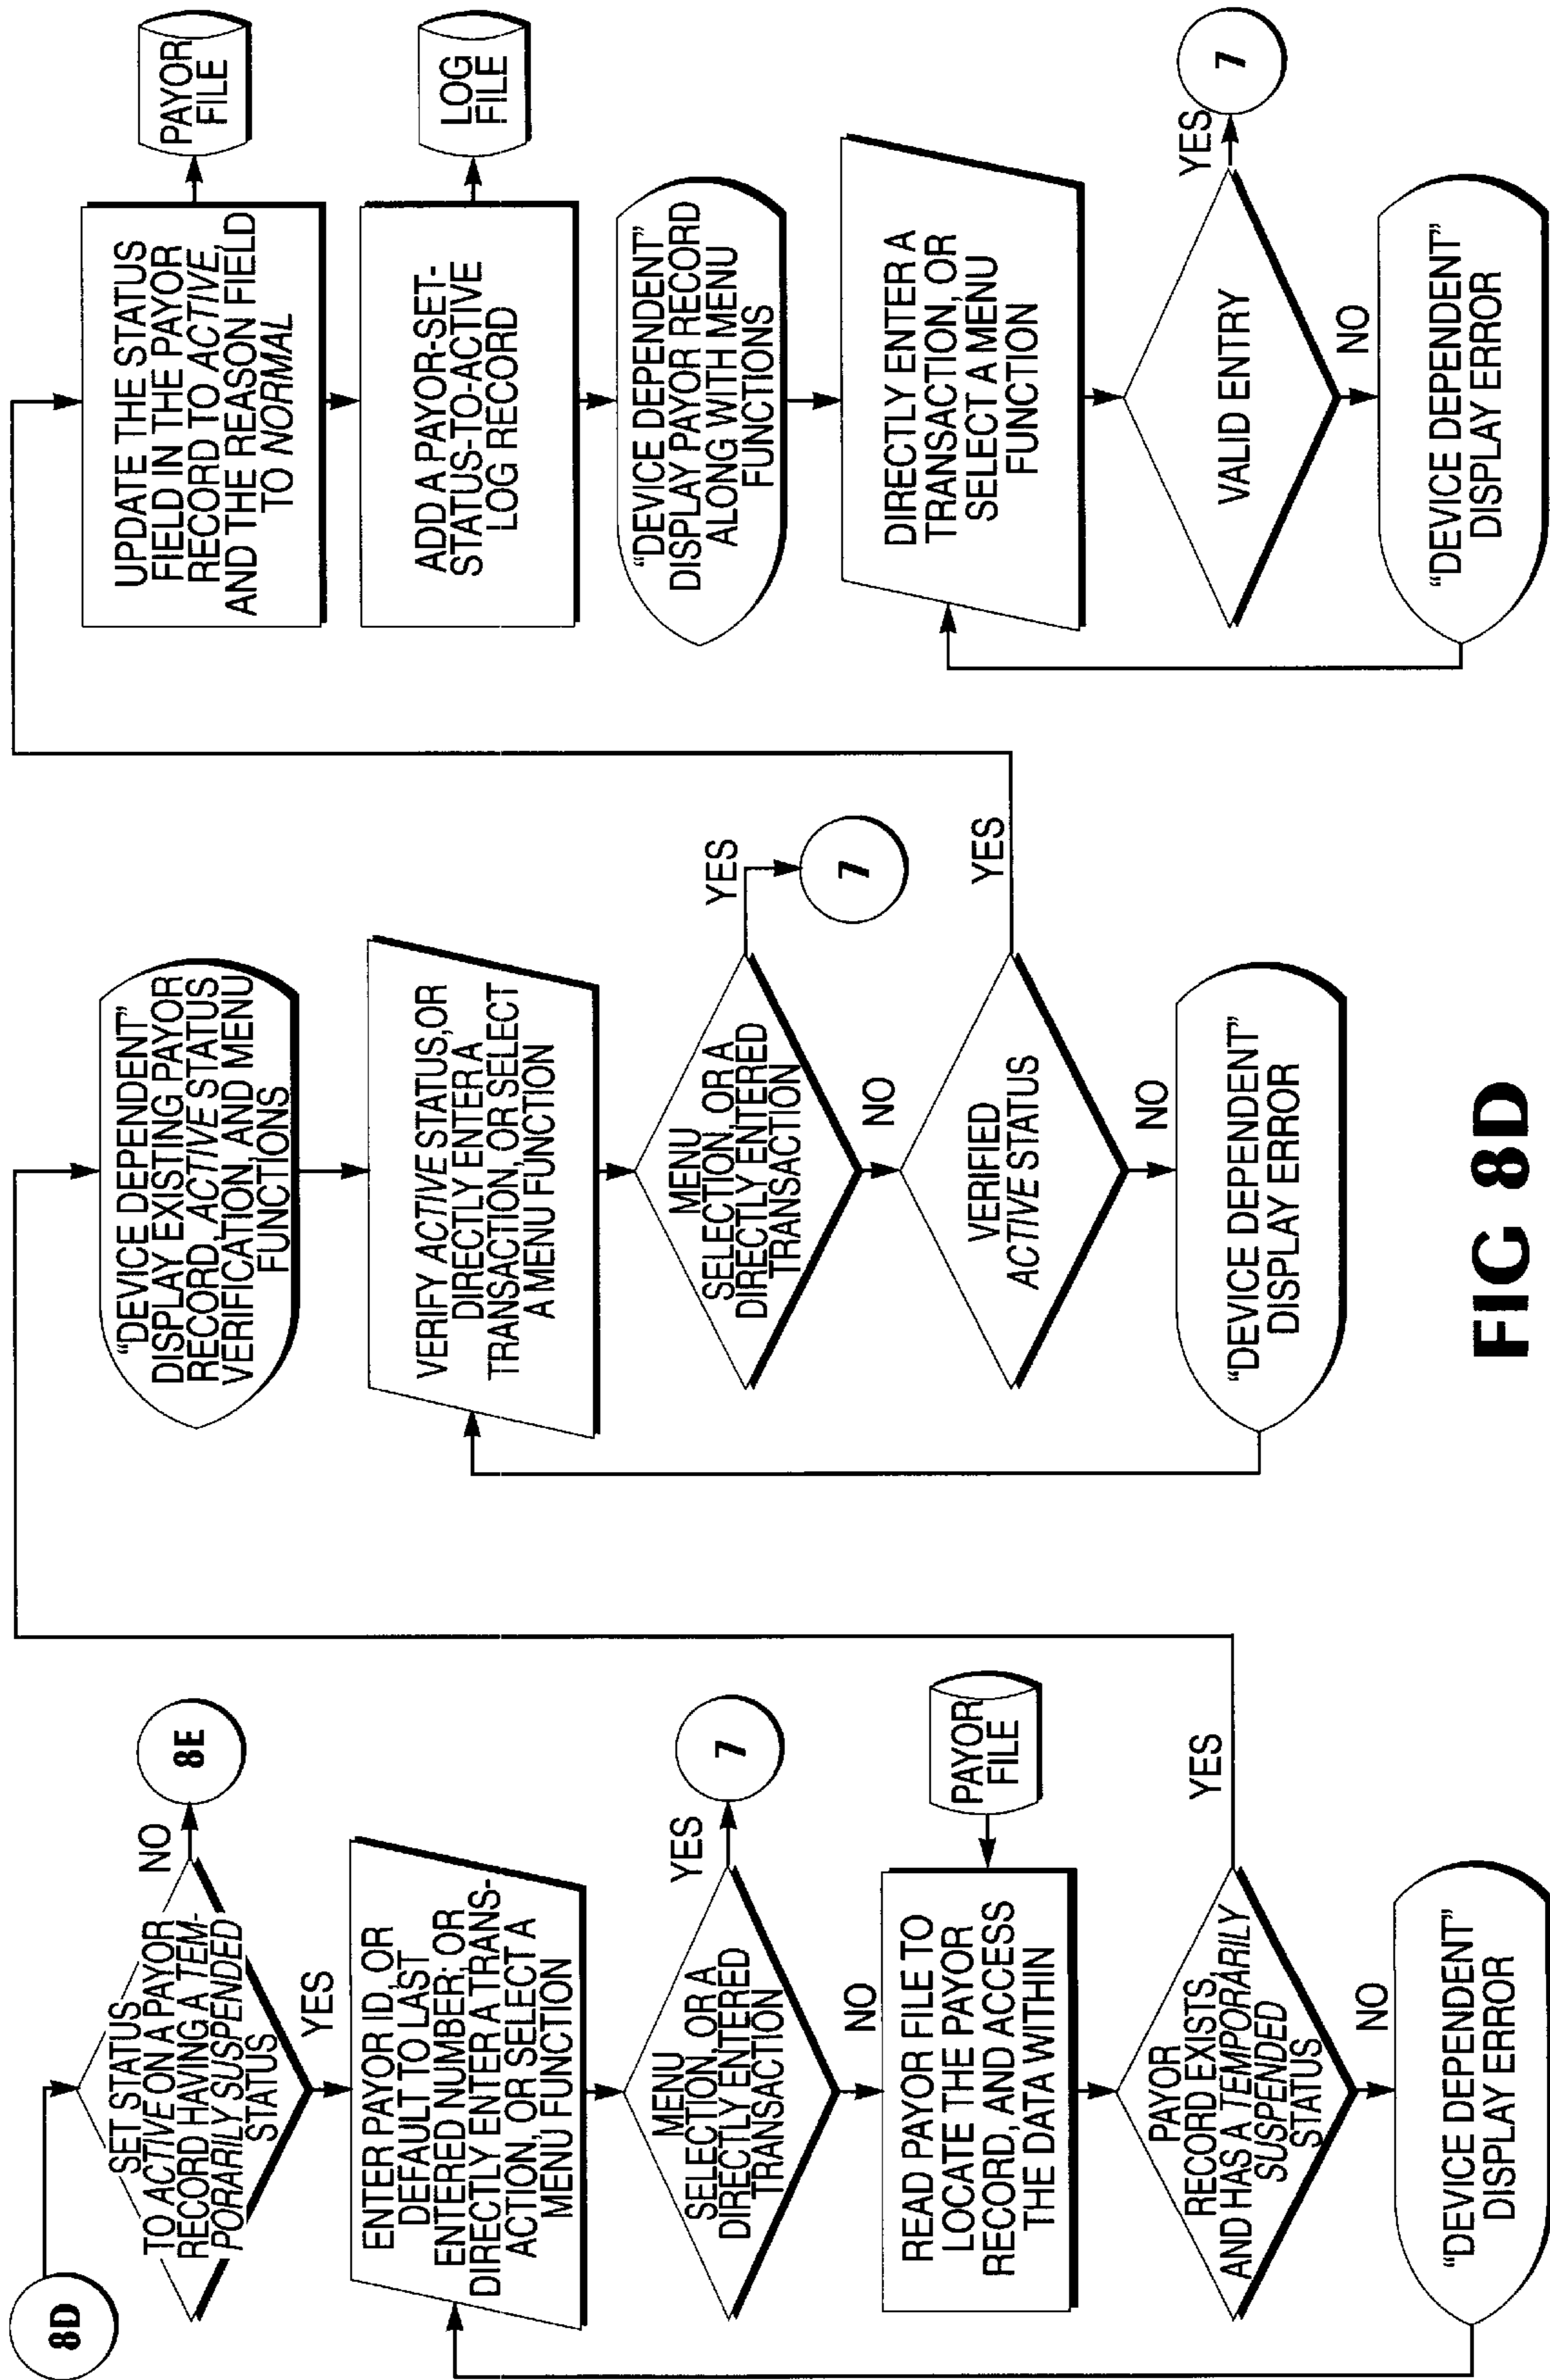 8D
SET STATUS
TO ACTIVE ON A PAYOR
RECORD HAVING A TEM-
PORARILY SUSPENDED
STATUS
NO
8E
YES
ENTER PAYOR ID, OR
DEFAULT TO LAST
ENTERED NUMBER; OR
DIRECTLY ENTER A TRANS-
ACTION, OR SELECT A
MENU FUNCTION
MENU
SELECTION, OR A
DIRECTLY ENTERED
TRANSACTION
YES
7
NO
READ PAYOR FILE TO
LOCATE THE PAYOR
RECORD, AND ACCESS
THE DATA WITHIN
PAYOR
FILE
PAYOR
RECORD EXISTS,
AND HAS A TEMPORARILY
SUSPENDED
STATUS
YES
NO
"DEVICE DEPENDENT"
DISPLAY ERROR
"DEVICE DEPENDENT"
DISPLAY EXISTING PAYOR
RECORD, ACTIVE STATUS
VERIFICATION, AND MENU
FUNCTIONS
VERIFY ACTIVE STATUS, OR
DIRECTLY ENTER A
TRANSACTION, OR SELECT
A MENU FUNCTION
MENU
SELECTION, OR A
DIRECTLY ENTERED
TRANSACTION
YES
7
NO
VERIFIED
ACTIVE STATUS
YES
NO
"DEVICE DEPENDENT"
DISPLAY ERROR
UPDATE THE STATUS
FIELD IN THE PAYOR
RECORD TO ACTIVE,
AND THE REASON FIELD
TO NORMAL
PAYOR
FILE
ADD A PAYOR-SET-
STATUS-TO-ACTIVE
LOG RECORD
LOG
FILE
"DEVICE DEPENDENT"
DISPLAY PAYOR RECORD
ALONG WITH MENU
FUNCTIONS
DIRECTLY ENTER A
TRANSACTION, OR
SELECT A MENU
FUNCTION
VALID ENTRY
YES
7
NO
"DEVICE DEPENDENT"
DISPLAY ERROR
FIG 8D